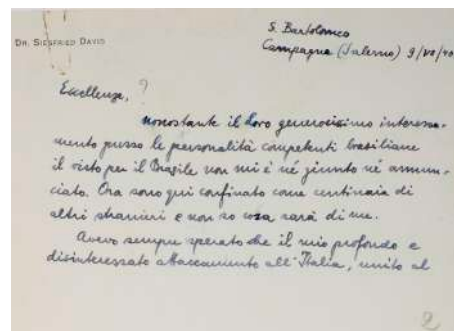 DR. SIEGFRIED DAVID
S. Bartolomeo
Campagna (Salerno) 9/VII/40
Eccellenze, ?
nonostante il Loro generosissimo interessa-
mento presso le personalità competenti brasiliane
il visto per il Brasile non mi è né giunto né annun-
ciato. Ora sono qui confinato come centinaia di
altri stranieri e non so cosa sarà di me.
Avevo sempre sperato che il mio profondo e
disinteressato attaccamento all'Italia, unito al
2